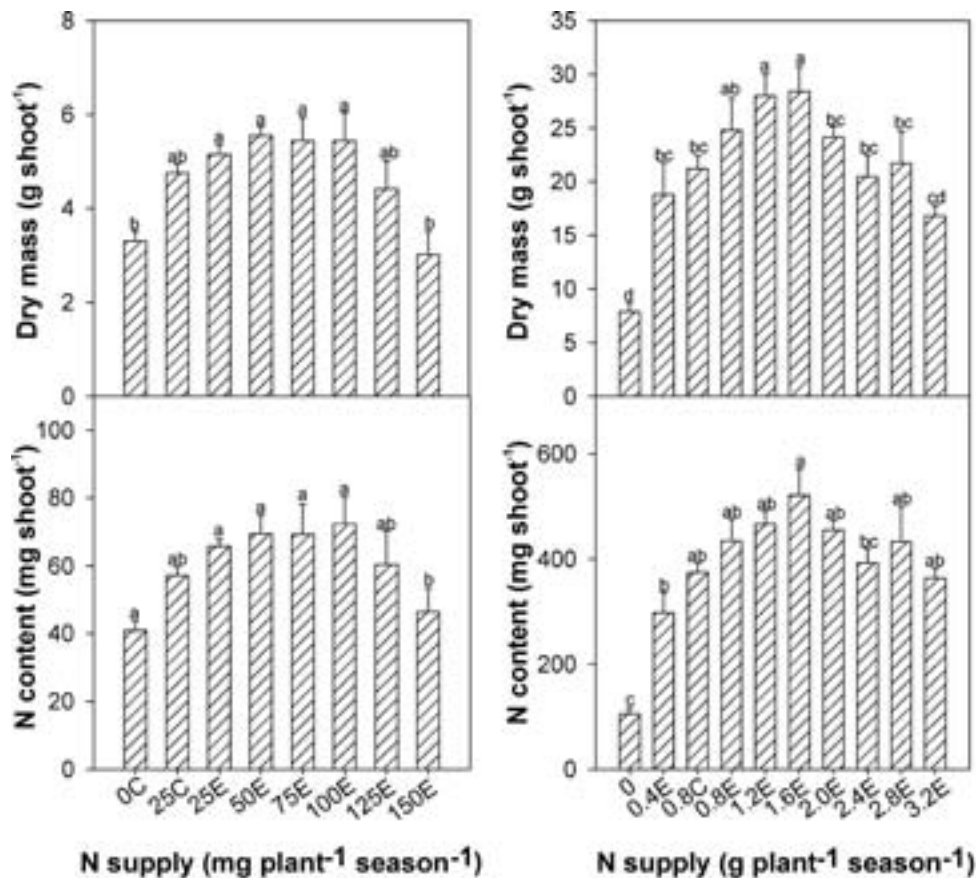 Dry mass (g shoot⁻¹)
8
6
4
2
0
b
ab
a
a
a
a
ab
b
Dry mass (g shoot⁻¹)
35
30
25
20
15
10
5
0
d
bc
bc
ab
a
a
bc
bc
bc
cd
N content (mg shoot⁻¹)
100
80
60
40
20
0
a
ab
a
a
a
a
ab
b
0C
25C
25E
50E
75E
100E
125E
150E
N supply (mg plant⁻¹ season⁻¹)
N content (mg shoot⁻¹)
600
400
200
0
c
b
ab
ab
ab
a
ab
bc
ab
ab
0
0.4E
0.8C
0.8E
1.2E
1.6E
2.0E
2.4E
2.8E
3.2E
N supply (g plant⁻¹ season⁻¹)